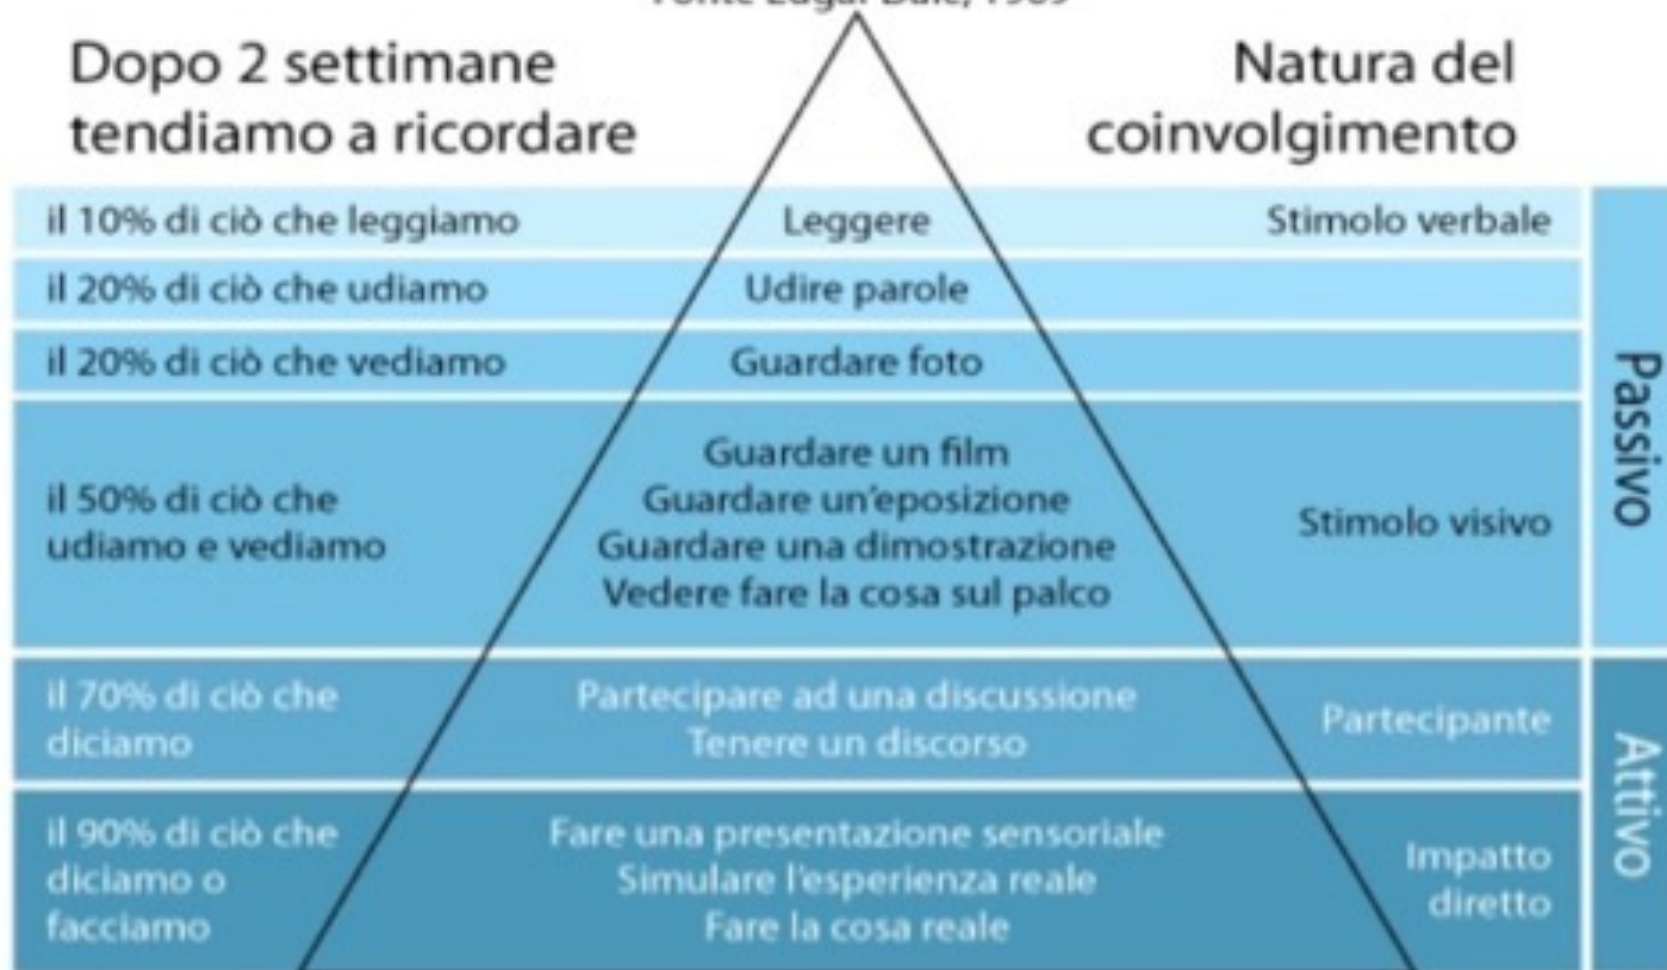 Fonte Edgar Dale, 1969
Dopo 2 settimane
tendiamo a ricordare
Natura del
coinvolgimento
il 10% di ciò che leggiamo
Leggere
Stimolo verbale
il 20% di ciò che udiamo
Udire parole
il 20% di ciò che vediamo
Guardare foto
il 50% di ciò che
udiamo e vediamo
Guardare un film
Guardare un'eposizione
Guardare una dimostrazione
Vedere fare la cosa sul palco
Stimolo visivo
Passivo
il 70% di ciò che
diciamo
Partecipare ad una discussione
Tenere un discorso
Partecipante
il 90% di ciò che
diciamo o
facciamo
Fare una presentazione sensoriale
Simulare l'esperienza reale
Fare la cosa reale
Impatto
diretto
Attivo